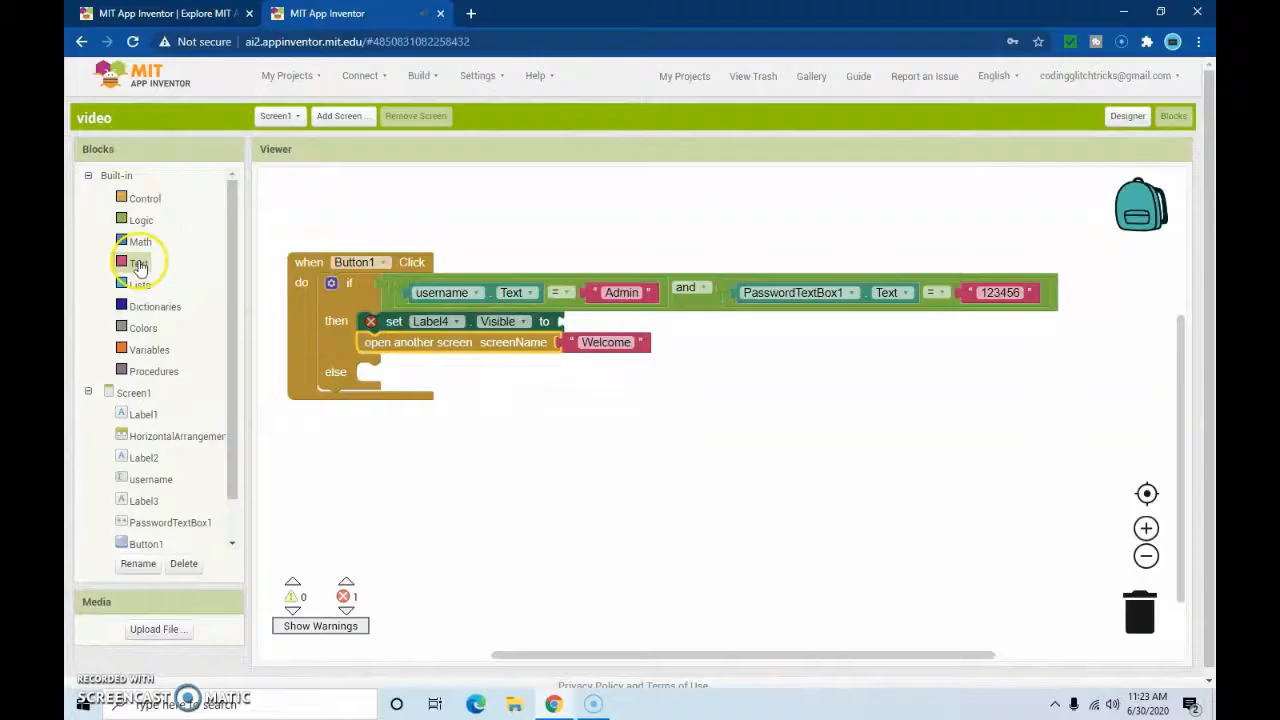 MIT App Inventor | Explore MIT A
MIT App Inventor
Not secure | ai2.appinventor.mit.edu/#4850831082258432
MIT
APP INVENTOR
My Projects
Connect
Build
Settings
Help
My Projects
View Trash
Gallery
Guide
Report an Issue
English
codingglitchtricks@gmail.com
video
Screen1
Add Screen ...
Remove Screen
Designer
Blocks
Blocks
Viewer
Built-in
Control
Logic
Math
Text
Lists
Dictionaries
Colors
Variables
Procedures
Screen1
Label1
HorizontalArrangemen
Label2
username
Label3
PasswordTextBox1
Button1
Rename
Delete
Media
Upload File ...
when Button1 . Click
do if username . Text = " Admin " and PasswordTextBox1 . Text = " 123456 "
then set Label4 . Visible to
open another screen screenName " Welcome "
else
0
1
Show Warnings
Privacy Policy and Terms of Use
RECORDED WITH
SCREENCAST MATIC
Type here to search
11:23 AM
6/30/2020
2